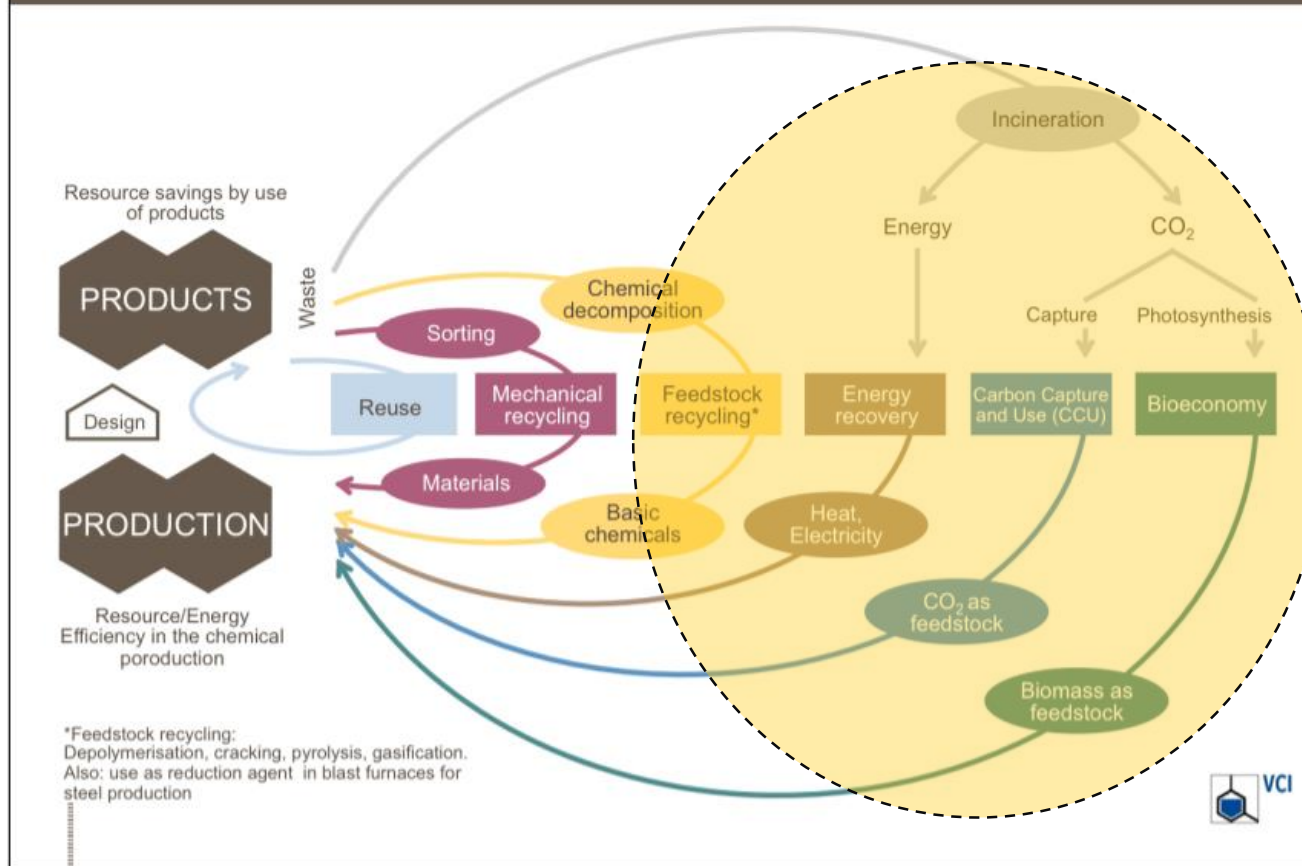 Incineration
Resource savings by use
of products
Energy
CO₂
PRODUCTS
Waste
Chemical
decomposition
Capture
Photosynthesis
Sorting
Design
Reuse
Mechanical
recycling
Feedstock
recycling*
Energy
recovery
Carbon Capture
and Use (CCU)
Bioeconomy
Materials
PRODUCTION
Basic
chemicals
Heat,
Electricity
CO₂ as
feedstock
Resource/Energy
Efficiency in the chemical
poroduction
Biomass as
feedstock
*Feedstock recycling:
Depolymerisation, cracking, pyrolysis, gasification.
Also: use as reduction agent in blast furnaces for
steel production
VCI